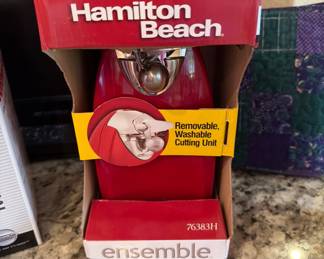 Hamilton
Beach
Removable,
Washable
Cutting Unit
76383H
ensemble